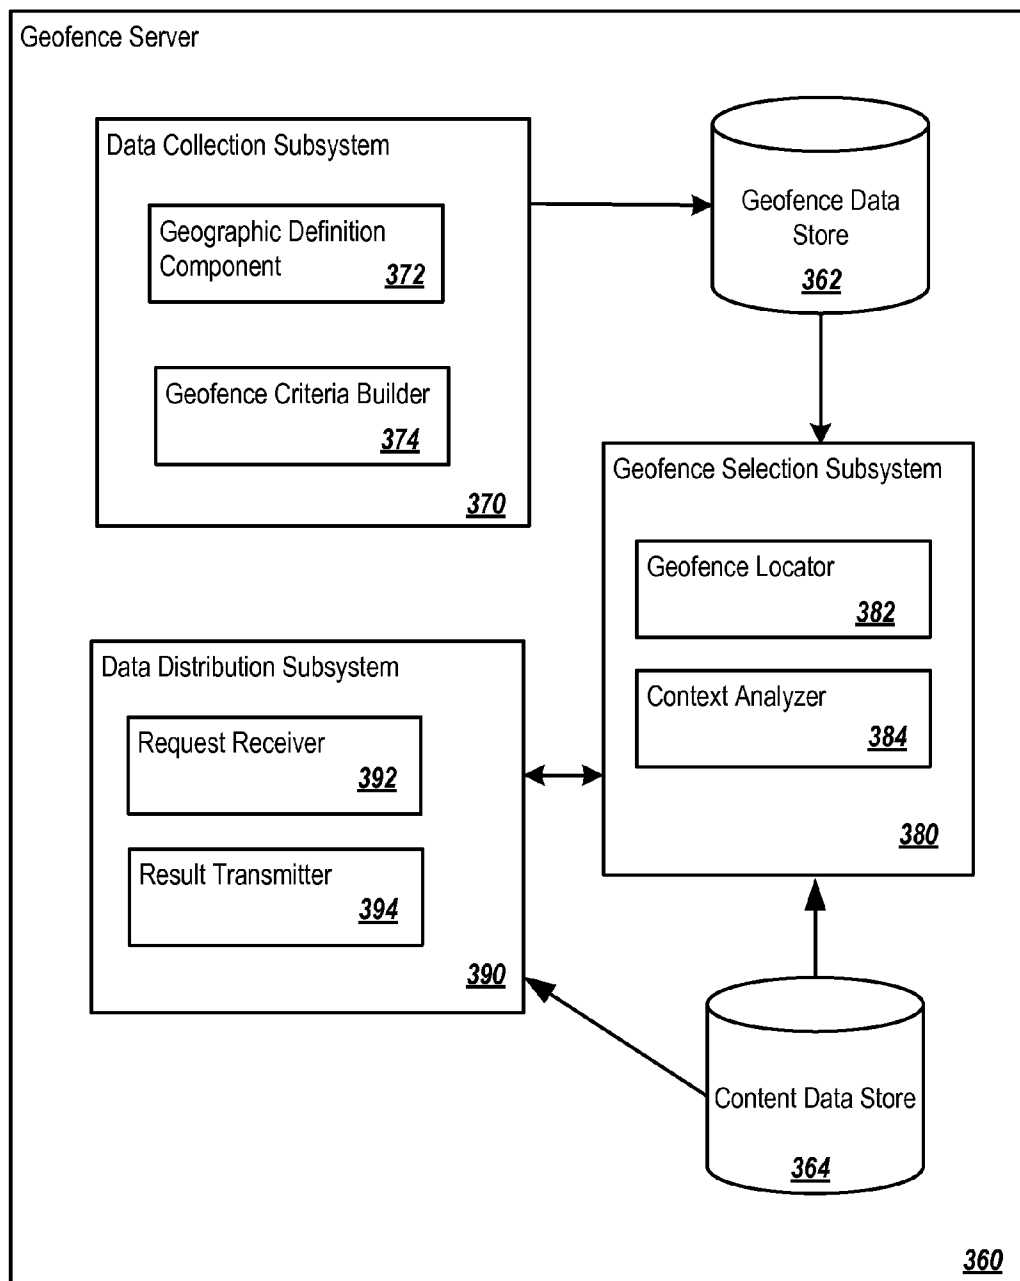 Geofence Server
Data Collection Subsystem
Geographic Definition
Component
372
Geofence Criteria Builder
374
370
Geofence Data
Store
362
Geofence Selection Subsystem
Geofence Locator
382
Context Analyzer
384
380
Data Distribution Subsystem
Request Receiver
392
Result Transmitter
394
390
Content Data Store
364
360